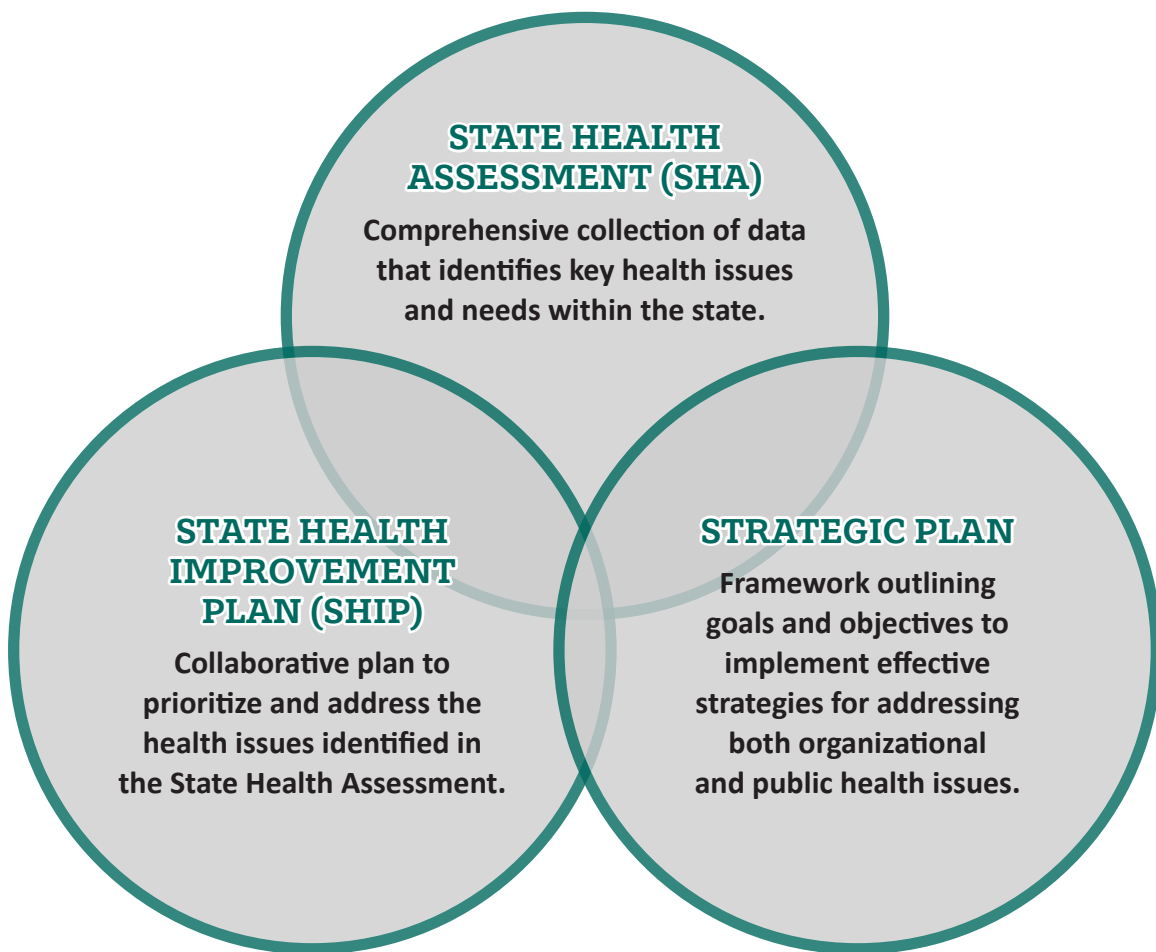 STATE HEALTH
ASSESSMENT (SHA)
Comprehensive collection of data
that identifies key health issues
and needs within the state.
STATE HEALTH
IMPROVEMENT
PLAN (SHIP)
Collaborative plan to
prioritize and address the
health issues identified in
the State Health Assessment.
STRATEGIC PLAN
Framework outlining
goals and objectives to
implement effective
strategies for addressing
both organizational
and public health issues.